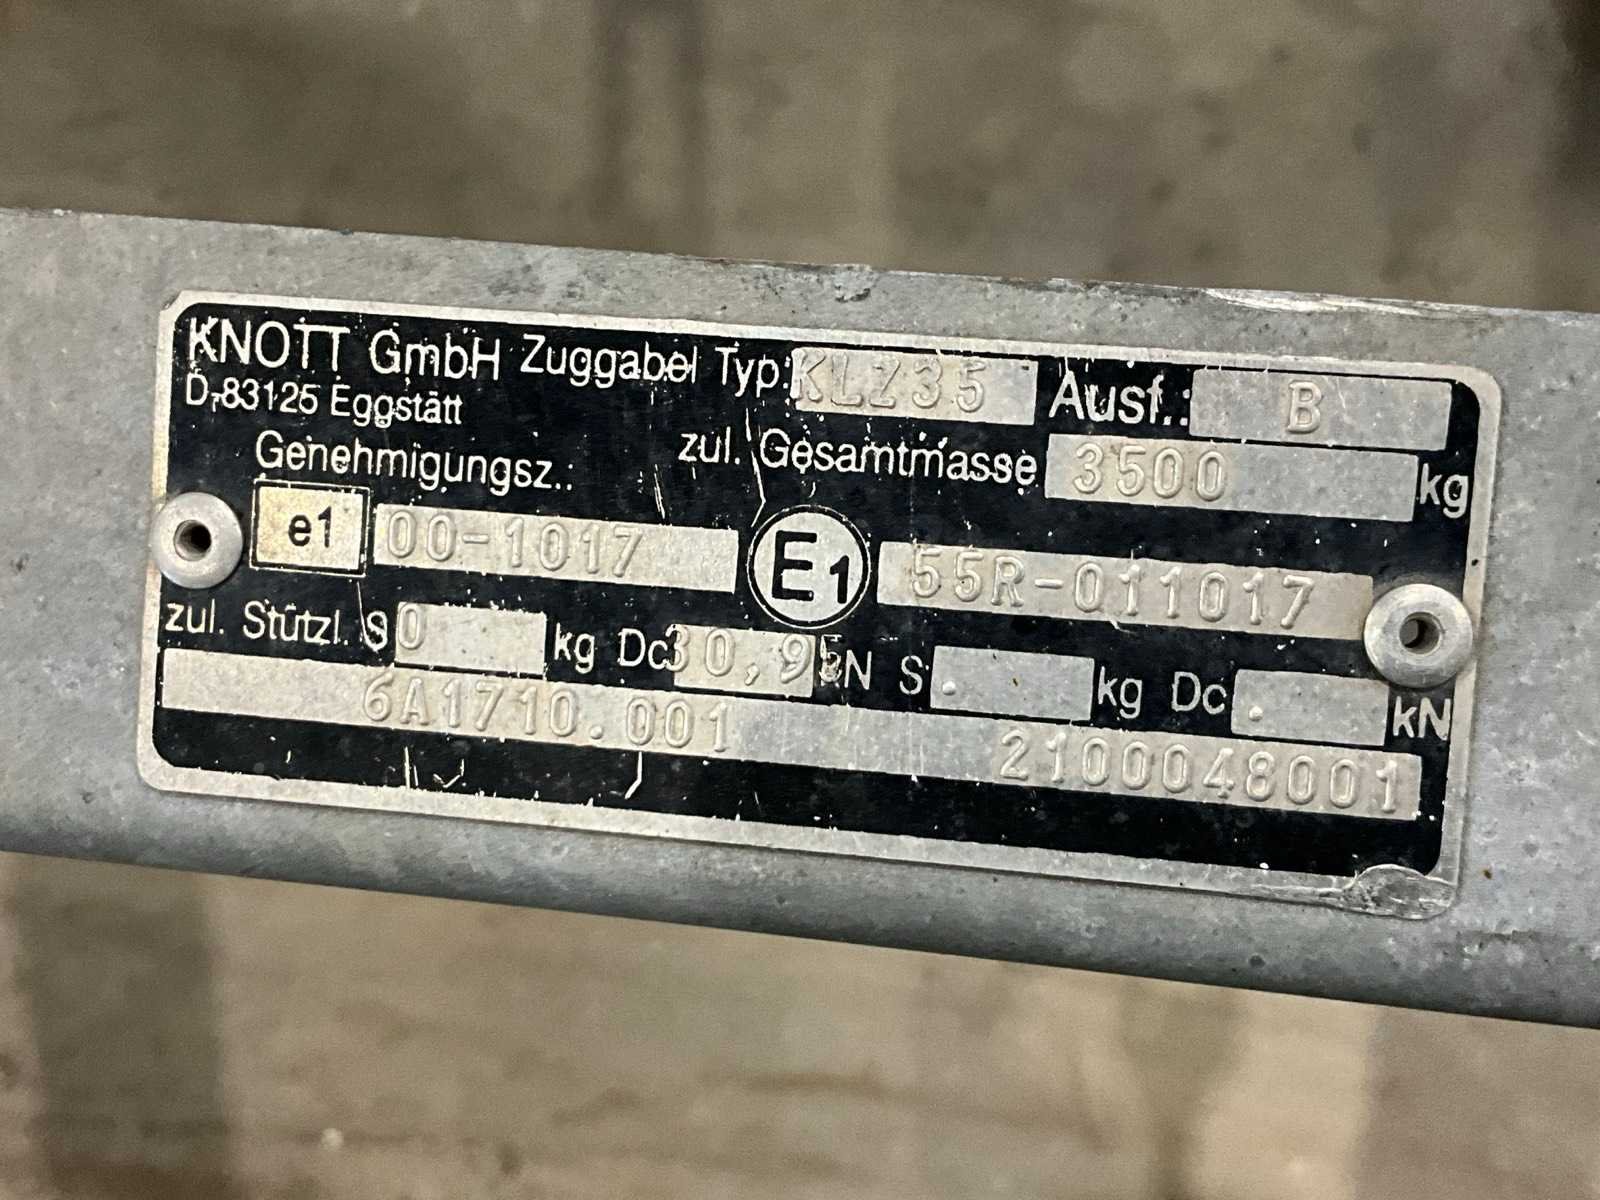 KNOTT GmbH Zuggabel Typ: KLZ35 Ausf.: B
D-83125 Eggstätt
Genehmigungsz.: zul. Gesamtmasse 3500 kg
e1 00-1017 E1 55R-011017
zul. Stützl. S 0 kg Dc 30,95 kN S . kg Dc . kN
6A1710.001 2100048001